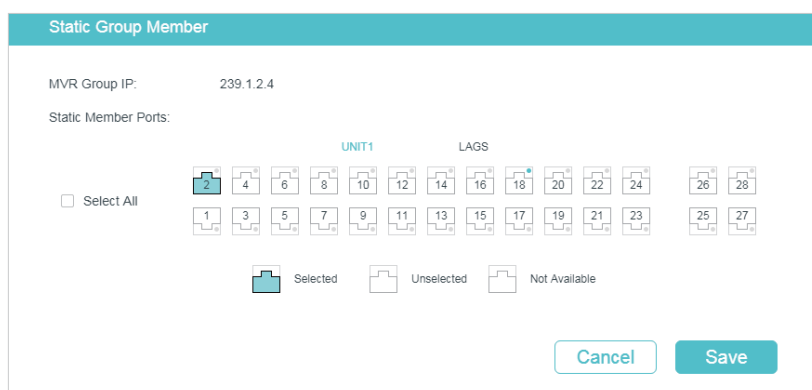 Static Group Member
MVR Group IP: 239.1.2.4
Static Member Ports:
UNIT1 LAGS
2 4 6 8 10 12 14 16 18 20 22 24 26 28
Select All
1 3 5 7 9 11 13 15 17 19 21 23 25 27
Selected Unselected Not Available
Cancel Save